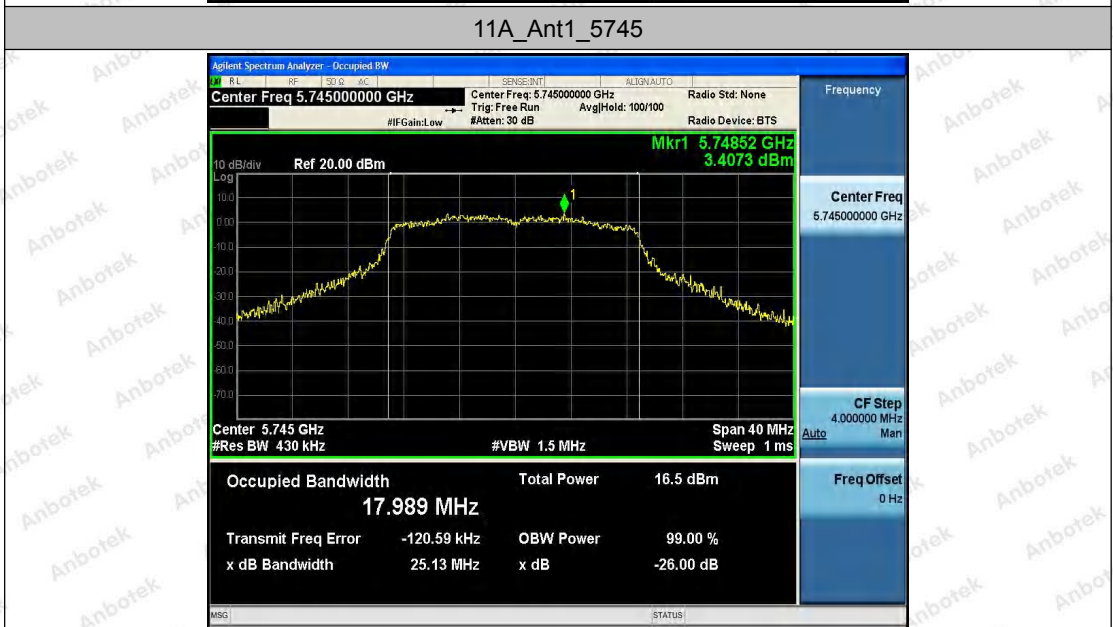 11A_Ant1_5745
Agilent Spectrum Analyzer - Occupied BW
RL RF 50 Ω AC SENSE:INT ALIGN AUTO
Center Freq 5.745000000 GHz
Center Freq: 5.745000000 GHz Radio Std: None
Trig: Free Run Avg|Hold: 100/100
#IFGain:Low #Atten: 30 dB Radio Device: BTS
Mkr1 5.74852 GHz
3.4073 dBm
10 dB/div Ref 20.00 dBm
Log
10.0
0.00
-10.0
-20.0
-30.0
-40.0
-50.0
-60.0
-70.0
1
Center 5.745 GHz Span 40 MHz
#Res BW 430 kHz #VBW 1.5 MHz Sweep 1 ms
Occupied Bandwidth Total Power 16.5 dBm
17.989 MHz
Transmit Freq Error -120.59 kHz OBW Power 99.00 %
x dB Bandwidth 25.13 MHz x dB -26.00 dB
MSG STATUS
Frequency
Center Freq
5.745000000 GHz
CF Step
4.000000 MHz
Auto Man
Freq Offset
0 Hz
Anbotek